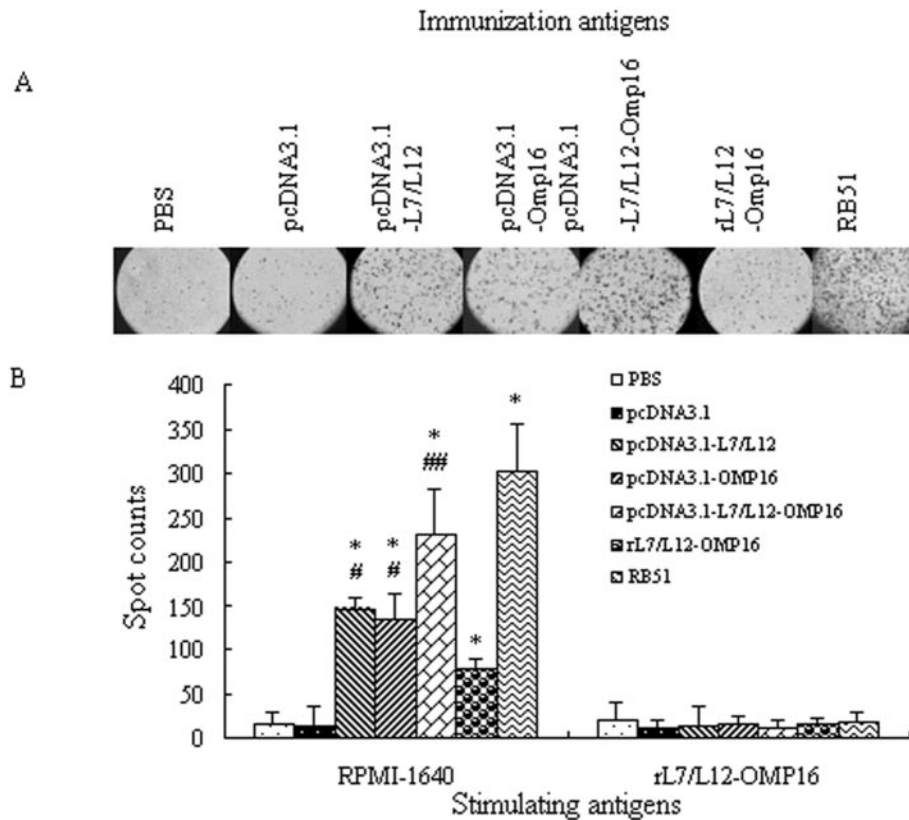 Immunization antigens
A
PBS
pcDNA3.1
pcDNA3.1
-L7/L12
pcDNA3.1
-Omp16
pcDNA3.1
-L7/L12-Omp16
rL7/L12
-Omp16
RB51
B
Spot counts
400
350
300
250
200
150
100
50
0
*
#
*
#
*
##
*
*
PBS
pcDNA3.1
pcDNA3.1-L7/L12
pcDNA3.1-OMP16
pcDNA3.1-L7/L12-OMP16
rL7/L12-OMP16
RB51
RPMI-1640
rL7/L12-OMP16
Stimulating antigens